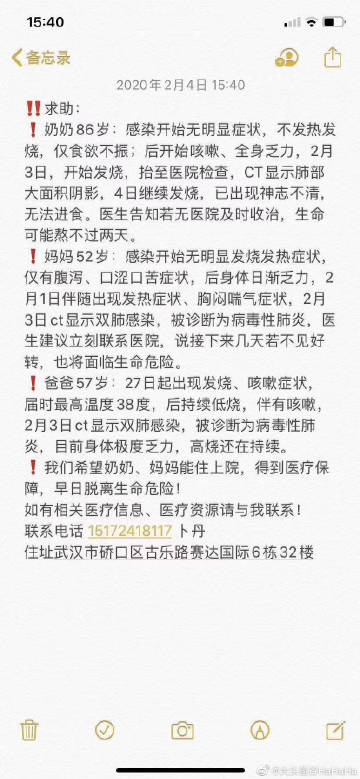 15:40
备忘录
2020年2月4日 15:40
‼️求助：
❗奶奶86岁：感染开始无明显症状，不发热发
烧，仅食欲不振；后开始咳嗽、全身乏力，2月
3日，开始发烧，抬至医院检查，CT显示肺部
大面积阴影，4日继续发烧，已出现神志不清，
无法进食。医生告知若无医院及时收治，生命
可能熬不过两天。
❗妈妈52岁：感染开始无明显发烧发热症状，
仅有腹泻、口涩口苦症状，后身体日渐乏力，2
月1日伴随出现发热症状、胸闷喘气症状，2月
3日ct显示双肺感染，被诊断为病毒性肺炎，医
生建议立刻联系医院，说接下来几天若不见好
转，也将面临生命危险。
❗爸爸57岁：27日起出现发烧、咳嗽症状，
届时最高温度38度，后持续低烧，伴有咳嗽，
2月3日ct显示双肺感染，被诊断为病毒性肺
炎，目前身体极度乏力，高烧还在持续。
❗我们希望奶奶、妈妈能住上院，得到医疗保
障，早日脱离生命危险！
如有相关医疗信息、医疗资源请与我联系！
联系电话 15172418117 卜丹
住址武汉市硚口区古乐路赛达国际6栋32楼